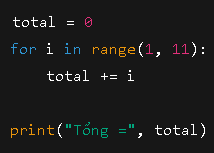 total = 0
for i in range(1, 11):
    total += i

print("Tổng =", total)